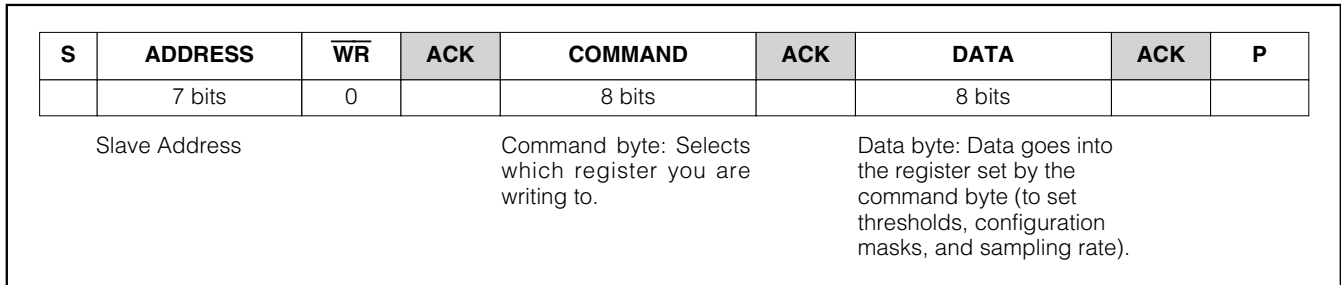 S ADDRESS WR ACK COMMAND ACK DATA ACK P
7 bits 0 8 bits 8 bits
Slave Address
Command byte: Selects
which register you are
writing to.
Data byte: Data goes into
the register set by the
command byte (to set
thresholds, configuration
masks, and sampling rate).